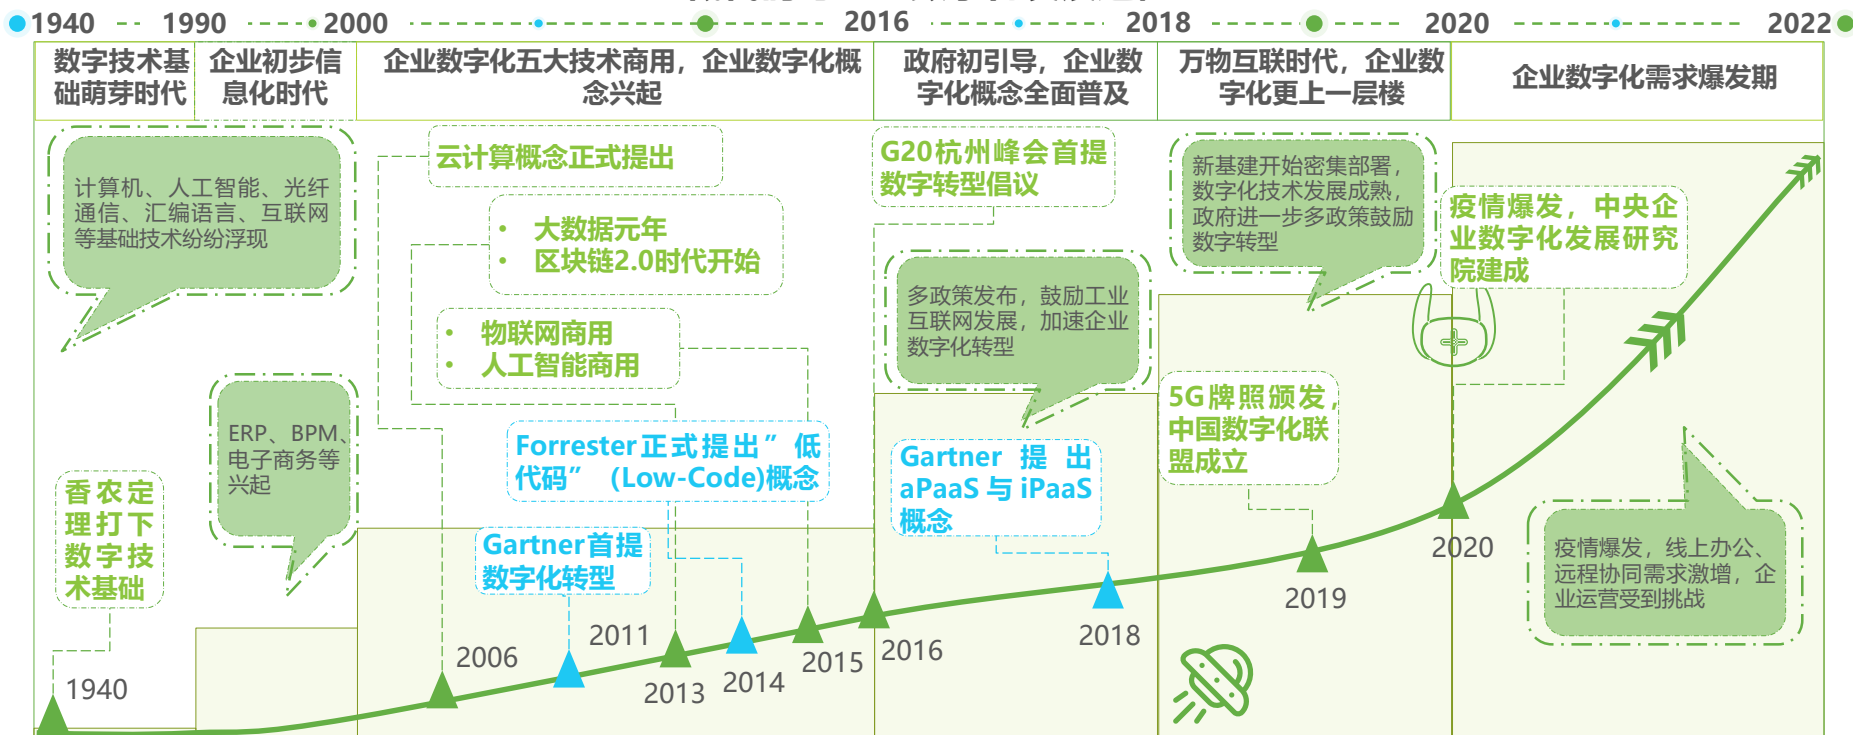 1940
1990
2000
2016
2018
2020
2022
数字技术基
础萌芽时代
企业初步信
息化时代
企业数字化五大技术商用，企业数字化概
念兴起
政府初引导，企业数
字化概念全面普及
万物互联时代，企业数
字化更上一层楼
企业数字化需求爆发期
计算机、人工智能、光纤
通信、汇编语言、互联网
等基础技术纷纷浮现
云计算概念正式提出
• 大数据元年
• 区块链2.0时代开始
• 物联网商用
• 人工智能商用
G20杭州峰会首提
数字转型倡议
多政策发布，鼓励工业
互联网发展，加速企业
数字化转型
新基建开始密集部署，
数字化技术发展成熟，
政府进一步多政策鼓励
数字转型
疫情爆发，中央企
业数字化发展研究
院建成
ERP、BPM、
电子商务等
兴起
香农定
理打下
数字技
术基础
Forrester正式提出”低
代码” (Low-Code)概念
Gartner首提
数字化转型
Gartner 提 出
aPaaS 与 iPaaS
概念
5G牌照颁发，
中国数字化联
盟成立
疫情爆发，线上办公、
远程协同需求激增，企
业运营受到挑战
1940
2006
2011
2013
2014
2015
2016
2018
2019
2020